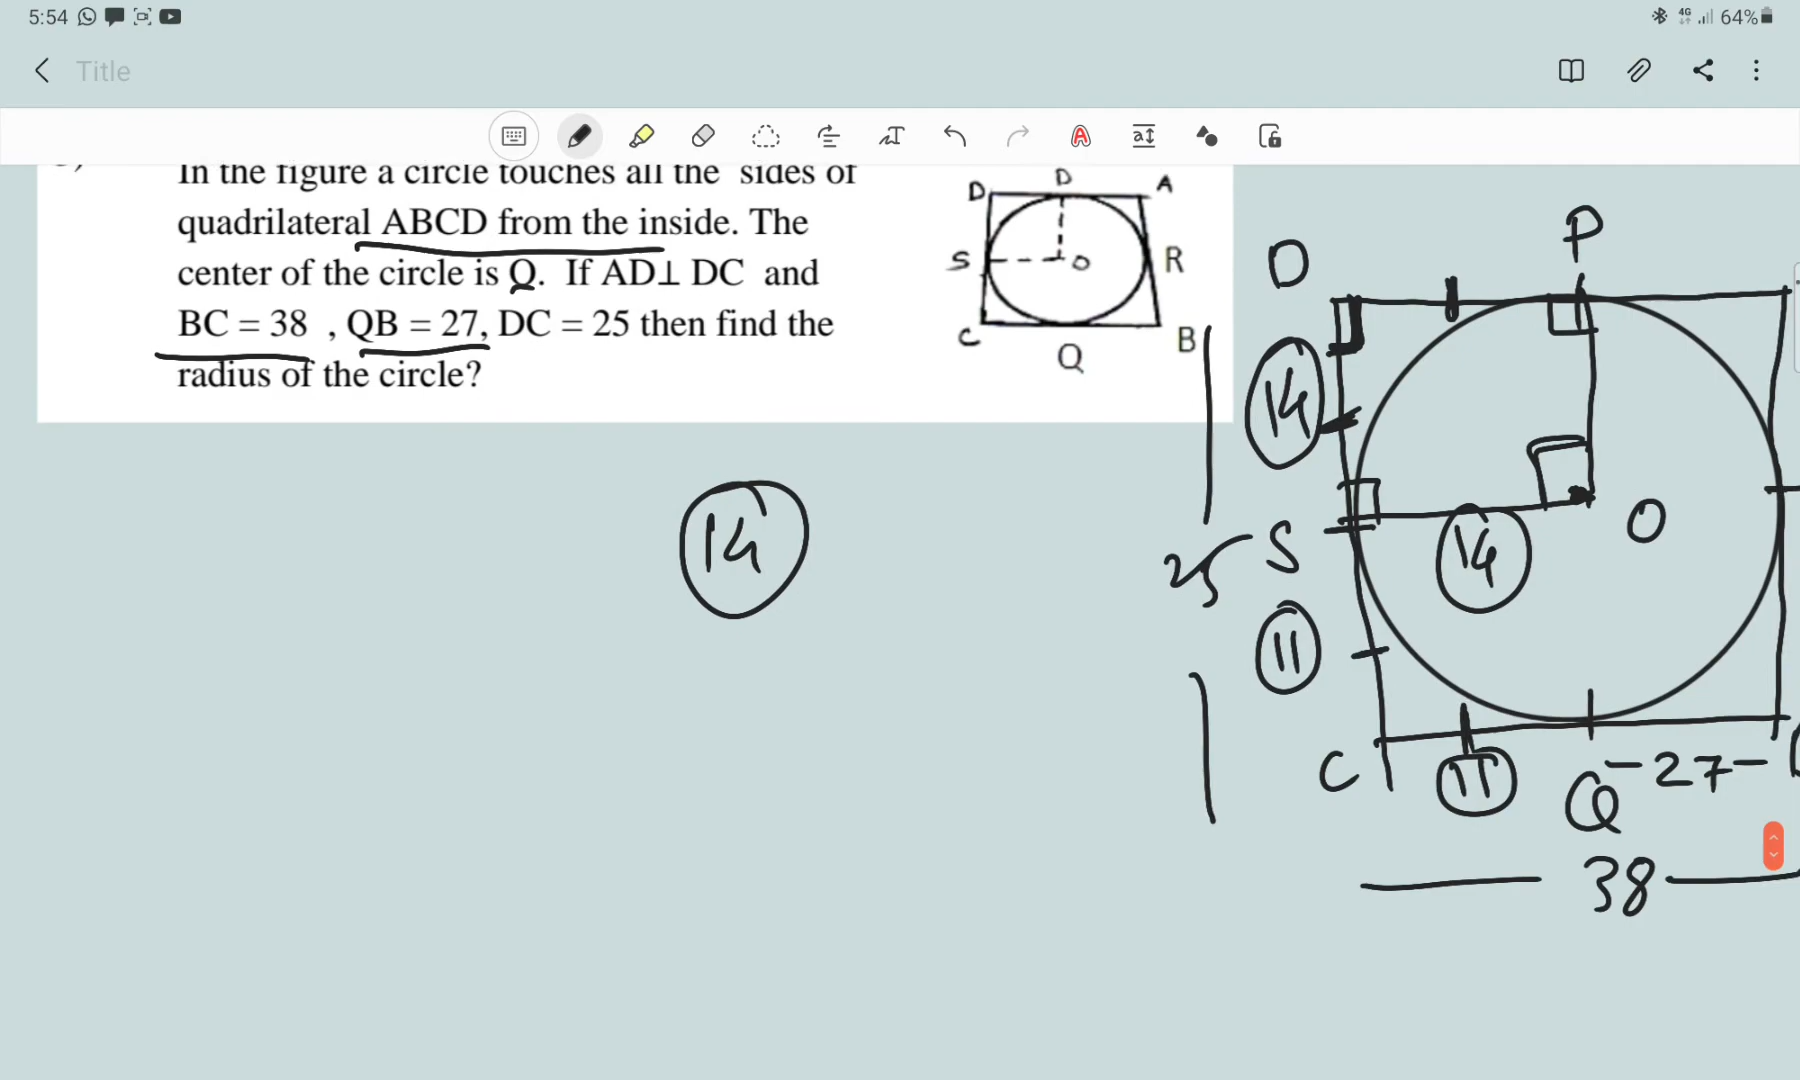 5:54
4G
64%
Title
In the figure a circle touches all the sides of
quadrilateral ABCD from the inside. The
center of the circle is Q. If AD⊥ DC and
BC = 38 , QB = 27, DC = 25 then find the
radius of the circle?
D D A
S O R
C Q B
P
D
14
14
O
25 S
11
14
C 11 Q -27-
38